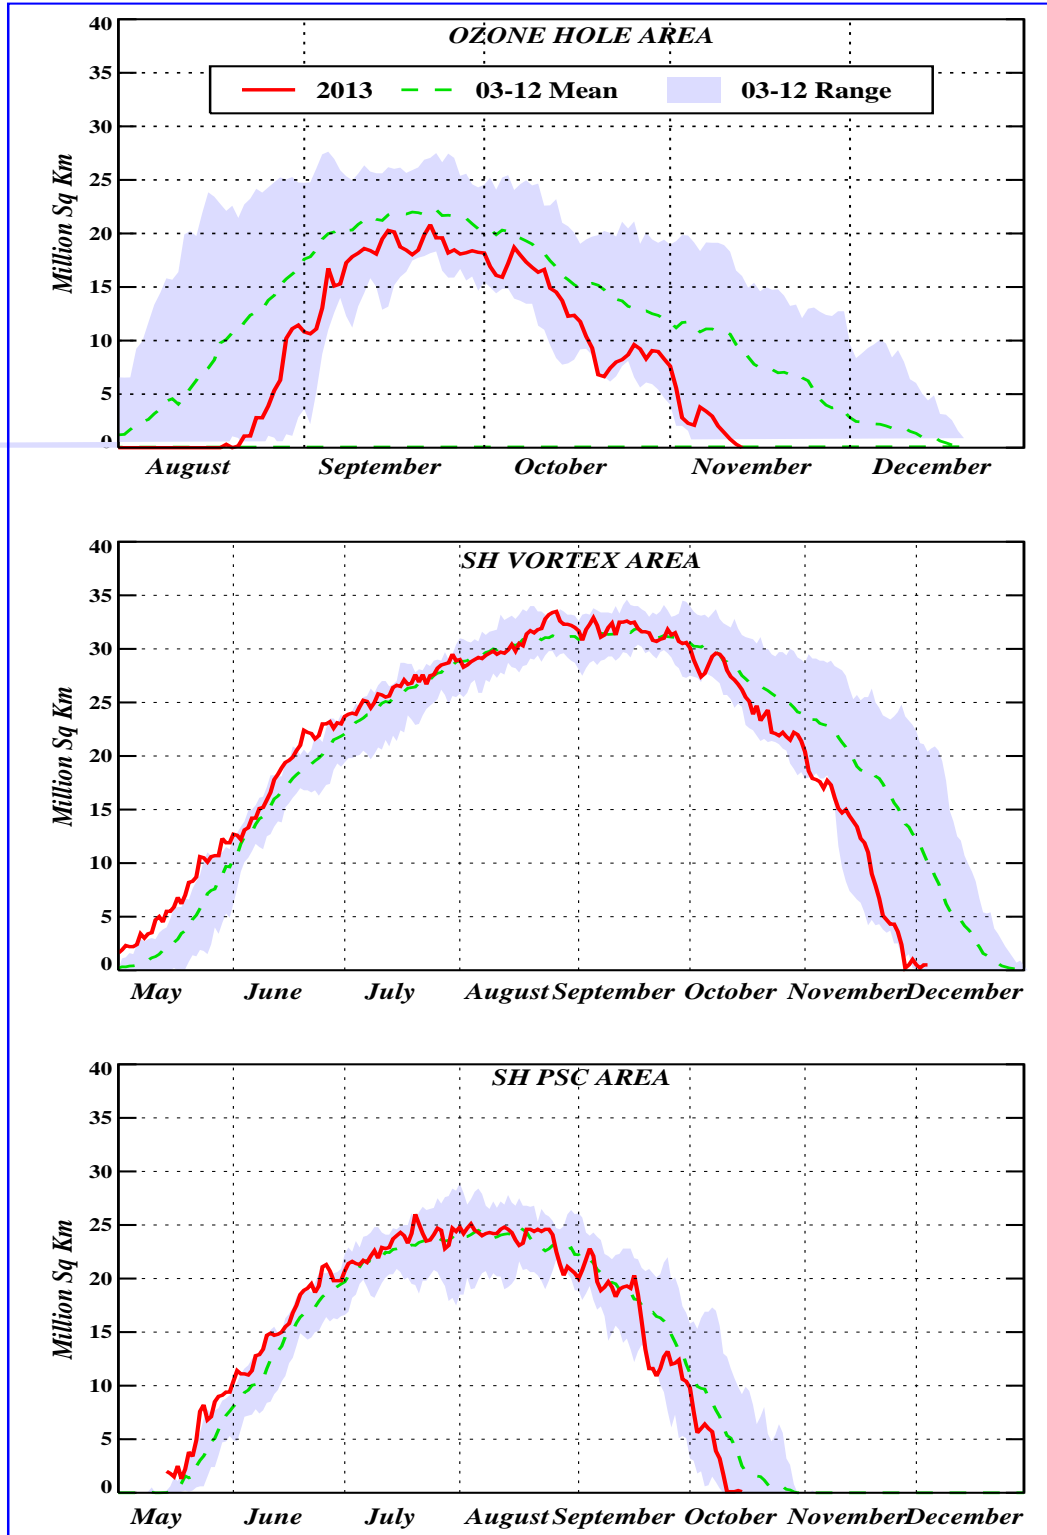 OZONE HOLE AREA
2013 03-12 Mean 03-12 Range
40
35
30
25
20
15
10
5
0
Million Sq Km
August September October November December
SH VORTEX AREA
40
35
30
25
20
15
10
5
0
Million Sq Km
May June July August September October November December
SH PSC AREA
40
35
30
25
20
15
10
5
0
Million Sq Km
May June July August September October November December